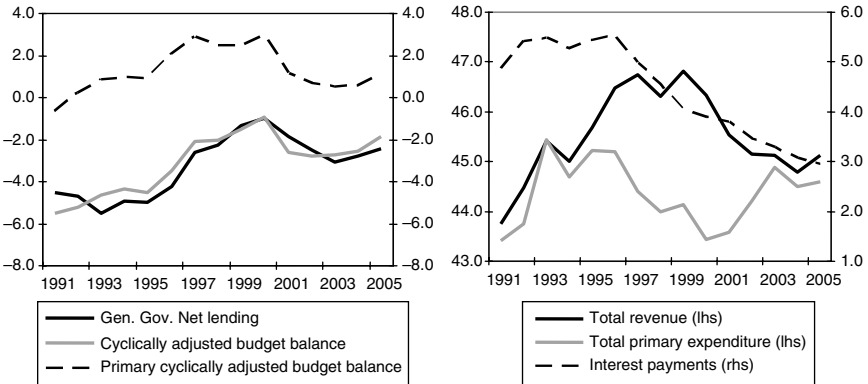 4.0 4.0
2.0 2.0
0.0 0.0
–2.0 –2.0
–4.0 –4.0
–6.0 –6.0
–8.0 –8.0
1991 1993 1995 1997 1999 2001 2003 2005
Gen. Gov. Net lending
Cyclically adjusted budget balance
Primary cyclically adjusted budget balance
48.0 6.0
47.0 5.0
46.0 4.0
45.0 3.0
44.0 2.0
43.0 1.0
1991 1993 1995 1997 1999 2001 2003 2005
Total revenue (lhs)
Total primary expenditure (lhs)
Interest payments (rhs)